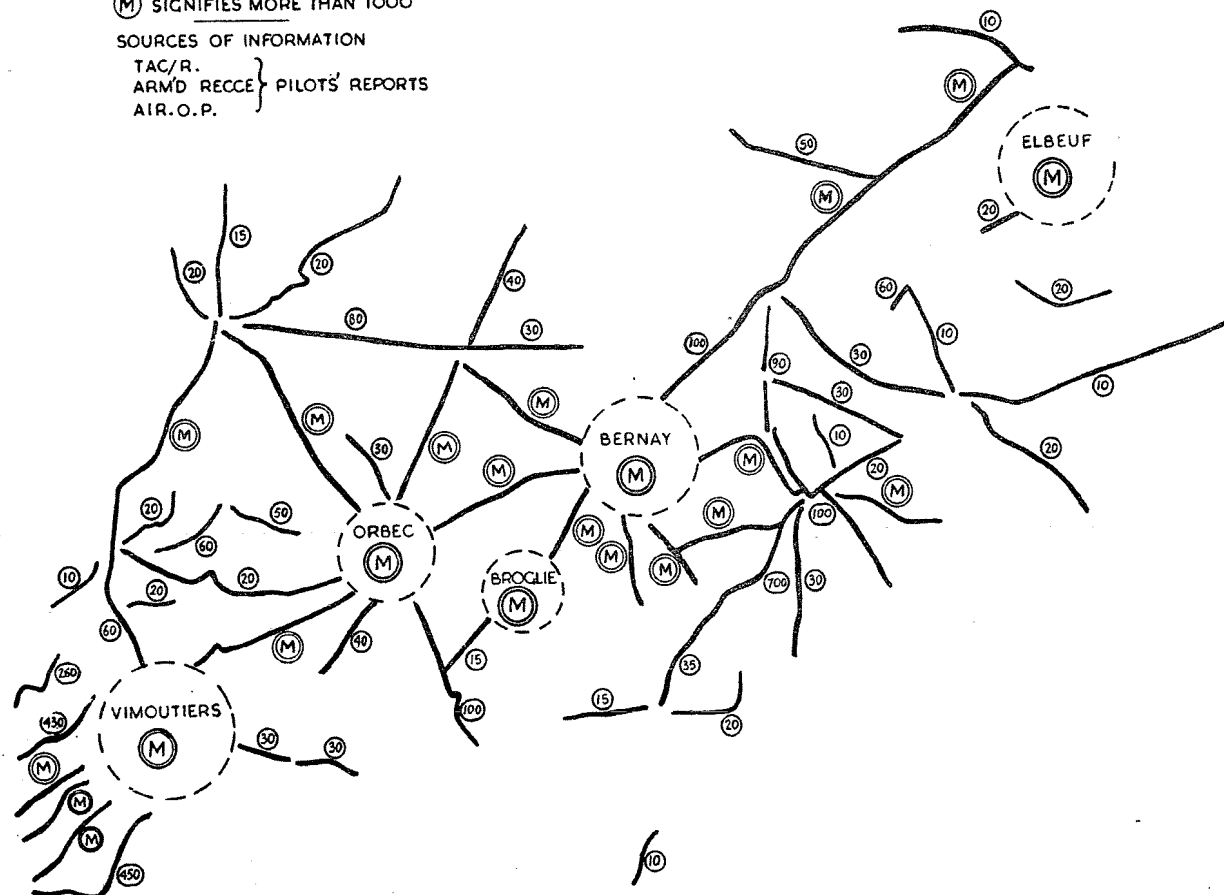 (M) SIGNIFIES MORE THAN 1000
SOURCES OF INFORMATION
TAC/R.
ARM'D RECCE } PILOTS' REPORTS
AIR.O.P.
10
M
50
M
ELBEUF
M
20
15
20
20
40
80
30
100
60
20
10
30
10
90
30
10
20
M
M
M
M
M
30
BERNAY
M
M
20
M
100
M
20
50
60
ORBEC
M
10
20
20
BROGLIE
M
M
M
M
700
30
60
M
40
15
35
260
100
15
20
430
VIMOUTIERS
M
30
30
M
M
M
450
10